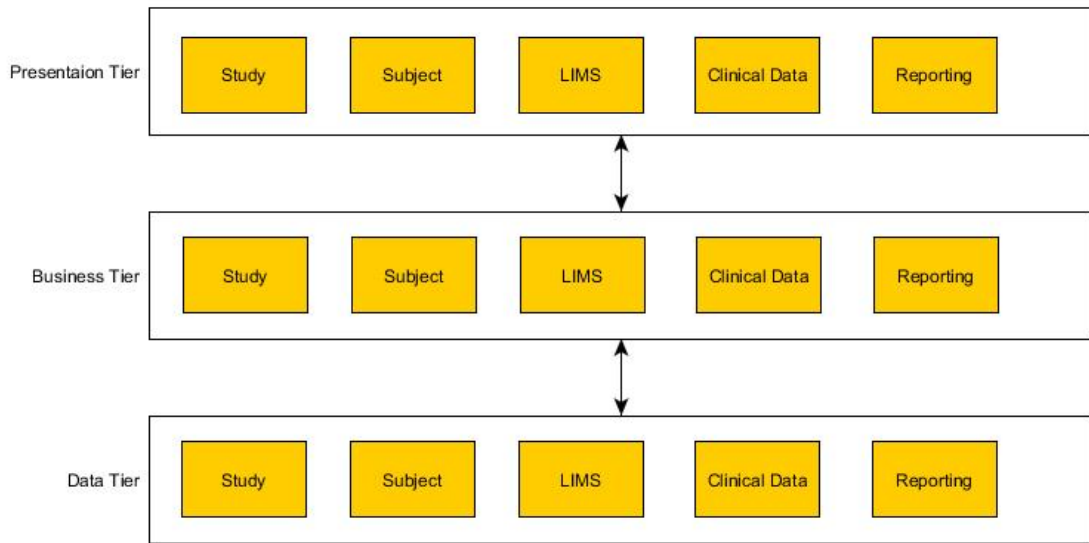 Presentaion Tier
Study
Subject
LIMS
Clinical Data
Reporting
Business Tier
Study
Subject
LIMS
Clinical Data
Reporting
Data Tier
Study
Subject
LIMS
Clinical Data
Reporting